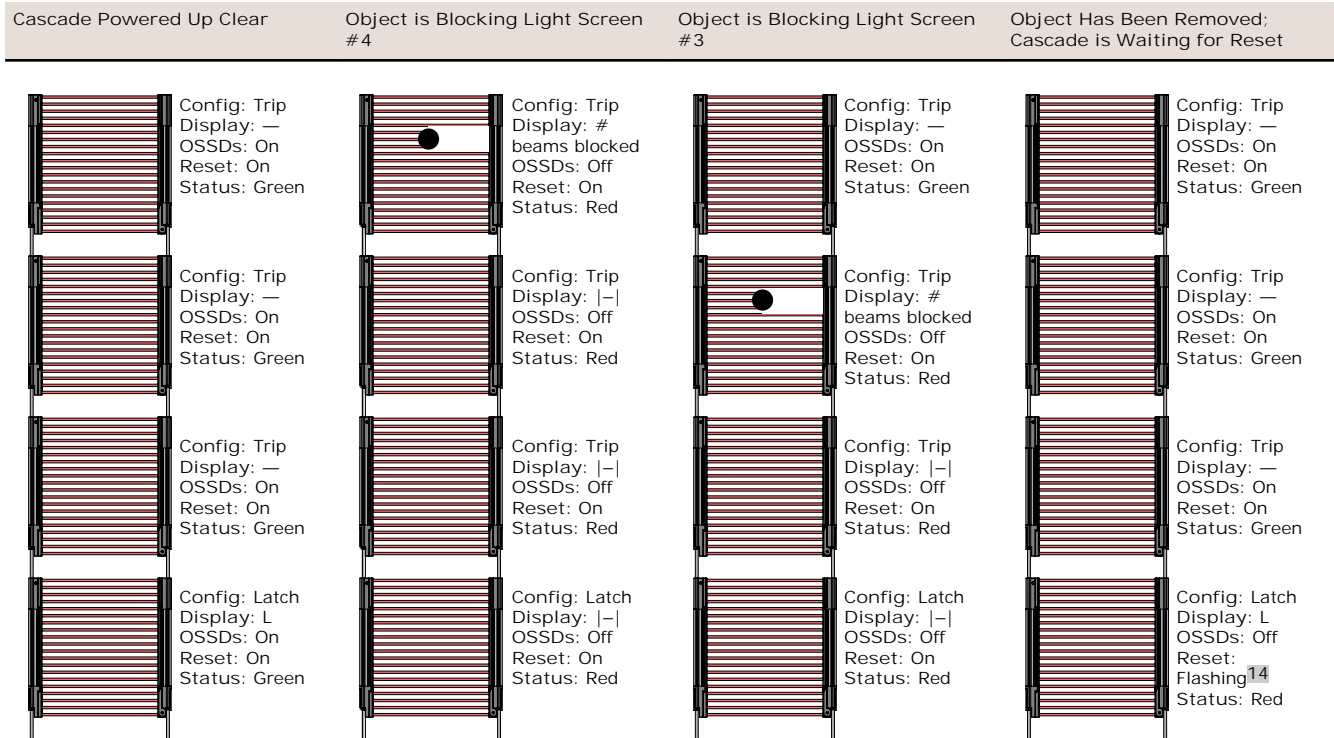 Cascade Powered Up Clear
Object is Blocking Light Screen
#4
Object is Blocking Light Screen
#3
Object Has Been Removed;
Cascade is Waiting for Reset
Config: Trip
Display: —
OSSDs: On
Reset: On
Status: Green
Config: Trip
Display: #
beams blocked
OSSDs: Off
Reset: On
Status: Red
Config: Trip
Display: —
OSSDs: On
Reset: On
Status: Green
Config: Trip
Display: —
OSSDs: On
Reset: On
Status: Green
Config: Trip
Display: —
OSSDs: On
Reset: On
Status: Green
Config: Trip
Display: |–|
OSSDs: Off
Reset: On
Status: Red
Config: Trip
Display: #
beams blocked
OSSDs: Off
Reset: On
Status: Red
Config: Trip
Display: —
OSSDs: On
Reset: On
Status: Green
Config: Trip
Display: —
OSSDs: On
Reset: On
Status: Green
Config: Trip
Display: |–|
OSSDs: Off
Reset: On
Status: Red
Config: Trip
Display: |–|
OSSDs: Off
Reset: On
Status: Red
Config: Trip
Display: —
OSSDs: On
Reset: On
Status: Green
Config: Latch
Display: L
OSSDs: On
Reset: On
Status: Green
Config: Latch
Display: |–|
OSSDs: Off
Reset: On
Status: Red
Config: Latch
Display: |–|
OSSDs: Off
Reset: On
Status: Red
Config: Latch
Display: L
OSSDs: Off
Reset:
Flashing14
Status: Red